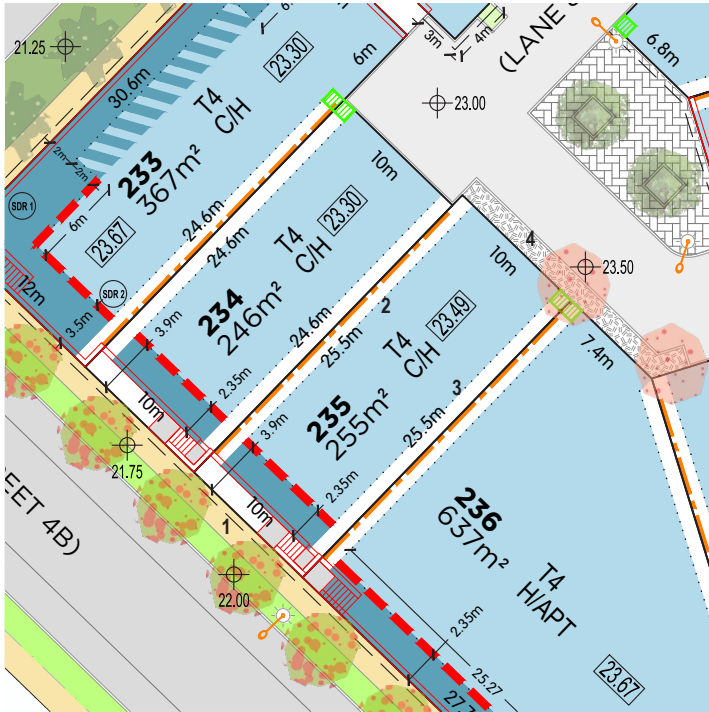 21.25
30.6m
T4
C/H
23.30
6m
3m
4m
(LANE
6.8m
23.00
2m
2m
233
367m²
SDR 1
6m
23.67
SDR 2
12m
3.5m
24.6m
24.6m
10m
T4
C/H
23.30
234
246m²
3.9m
2.35m
10m
24.6m
2
25.5m
4
10m
23.50
T4
C/H
23.49
235
255m²
3.9m
2.35m
10m
3
25.5m
7.4m
21.75
EET 4B)
1
22.00
236
637m²
T4
H/APT
2.35m
25.27
23.67
27.7